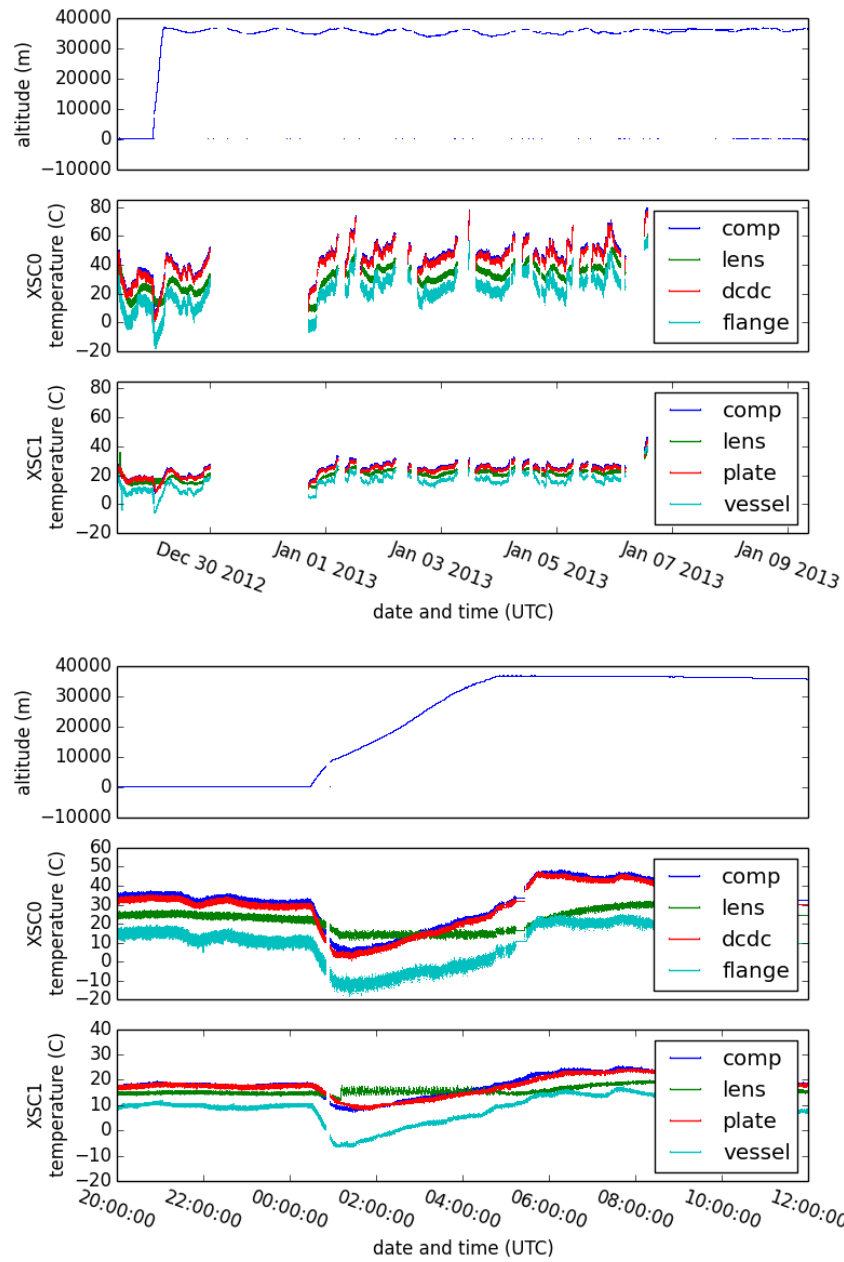 40000
30000
20000
10000
0
−10000
altitude (m)
80
60
40
20
0
−20
XSC0
temperature (C)
comp
lens
dcdc
flange
80
60
40
20
0
−20
XSC1
temperature (C)
comp
lens
plate
vessel
Dec 30 2012
Jan 01 2013
Jan 03 2013
Jan 05 2013
Jan 07 2013
Jan 09 2013
date and time (UTC)
40000
30000
20000
10000
0
−10000
altitude (m)
60
50
40
30
20
10
0
−10
−20
XSC0
temperature (C)
comp
lens
dcdc
flange
40
30
20
10
0
−10
−20
XSC1
temperature (C)
comp
lens
plate
vessel
20:00:00
22:00:00
00:00:00
02:00:00
04:00:00
06:00:00
08:00:00
10:00:00
12:00:00
date and time (UTC)